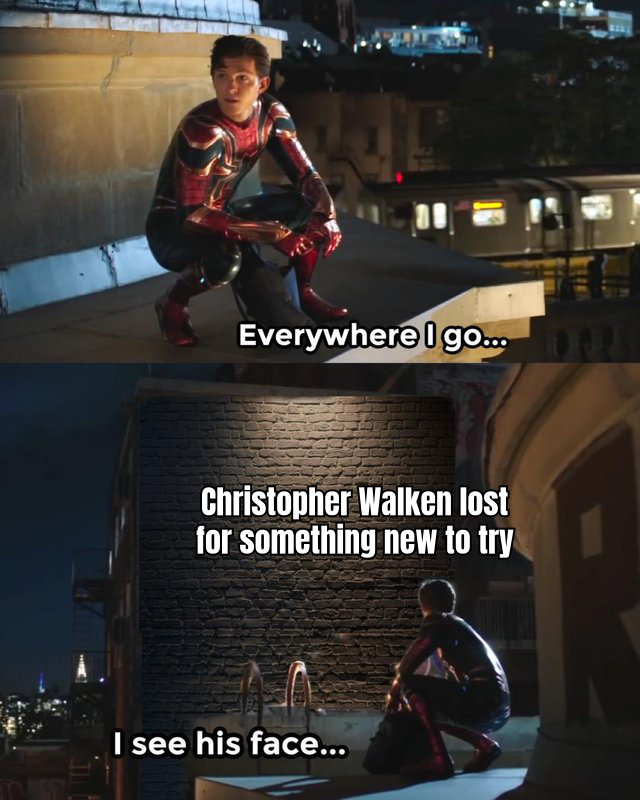 Everywhere I go...
Christopher Walken lost
for something new to try
I see his face...